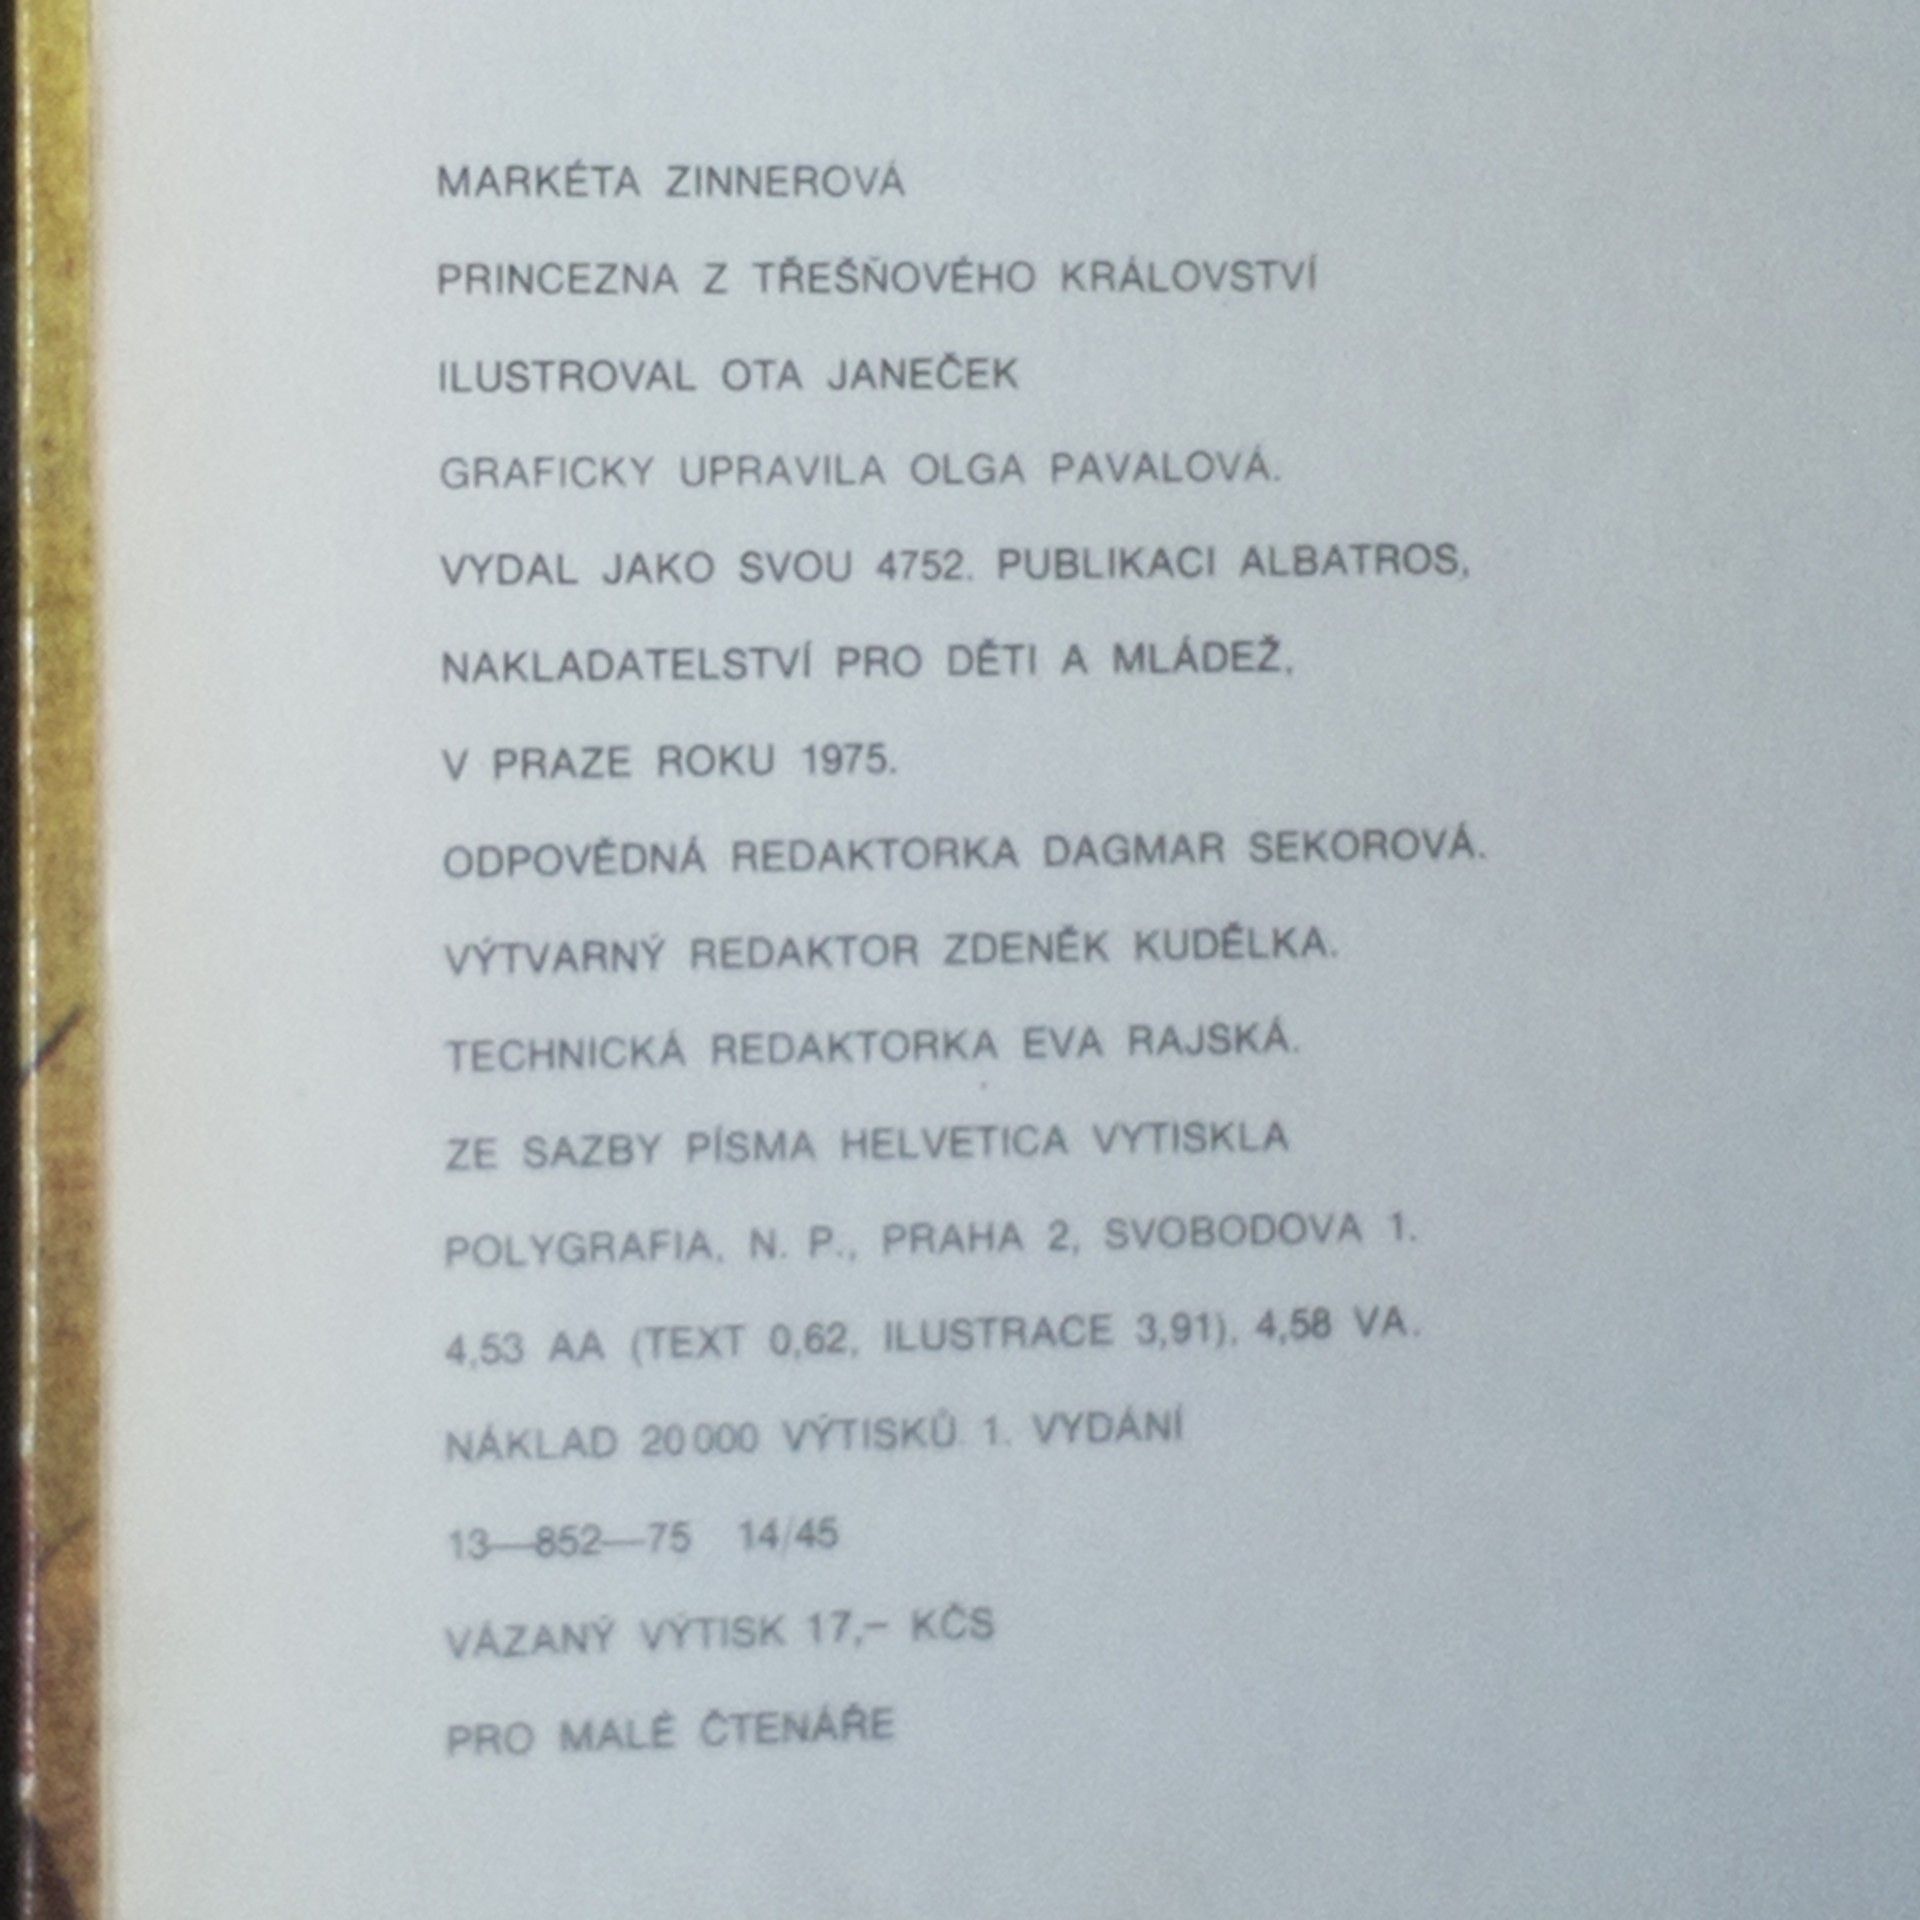 MARKÉTA ZINNEROVÁ
PRINCEZNA Z TŘEŠŇOVÉHO KRÁLOVSTVÍ
ILUSTROVAL OTA JANEČEK
GRAFICKY UPRAVILA OLGA PAVALOVÁ.
VYDAL JAKO SVOU 4752. PUBLIKACI ALBATROS,
NAKLADATELSTVÍ PRO DĚTI A MLÁDEŽ,
V PRAZE ROKU 1975.
ODPOVĚDNÁ REDAKTORKA DAGMAR SEKOROVÁ.
VÝTVARNÝ REDAKTOR ZDENĚK KUDĚLKA.
TECHNICKÁ REDAKTORKA EVA RAJSKÁ.
ZE SAZBY PÍSMA HELVETICA VYTISKLA
POLYGRAFIA, N. P., PRAHA 2, SVOBODOVA 1.
4,53 AA (TEXT 0,62, ILUSTRACE 3,91), 4,58 VA.
NÁKLAD 20 000 VÝTISKŮ. 1. VYDÁNÍ
13—852—75 14/45
VÁZANÝ VÝTISK 17,– KČS
PRO MALÉ ČTENÁŘE